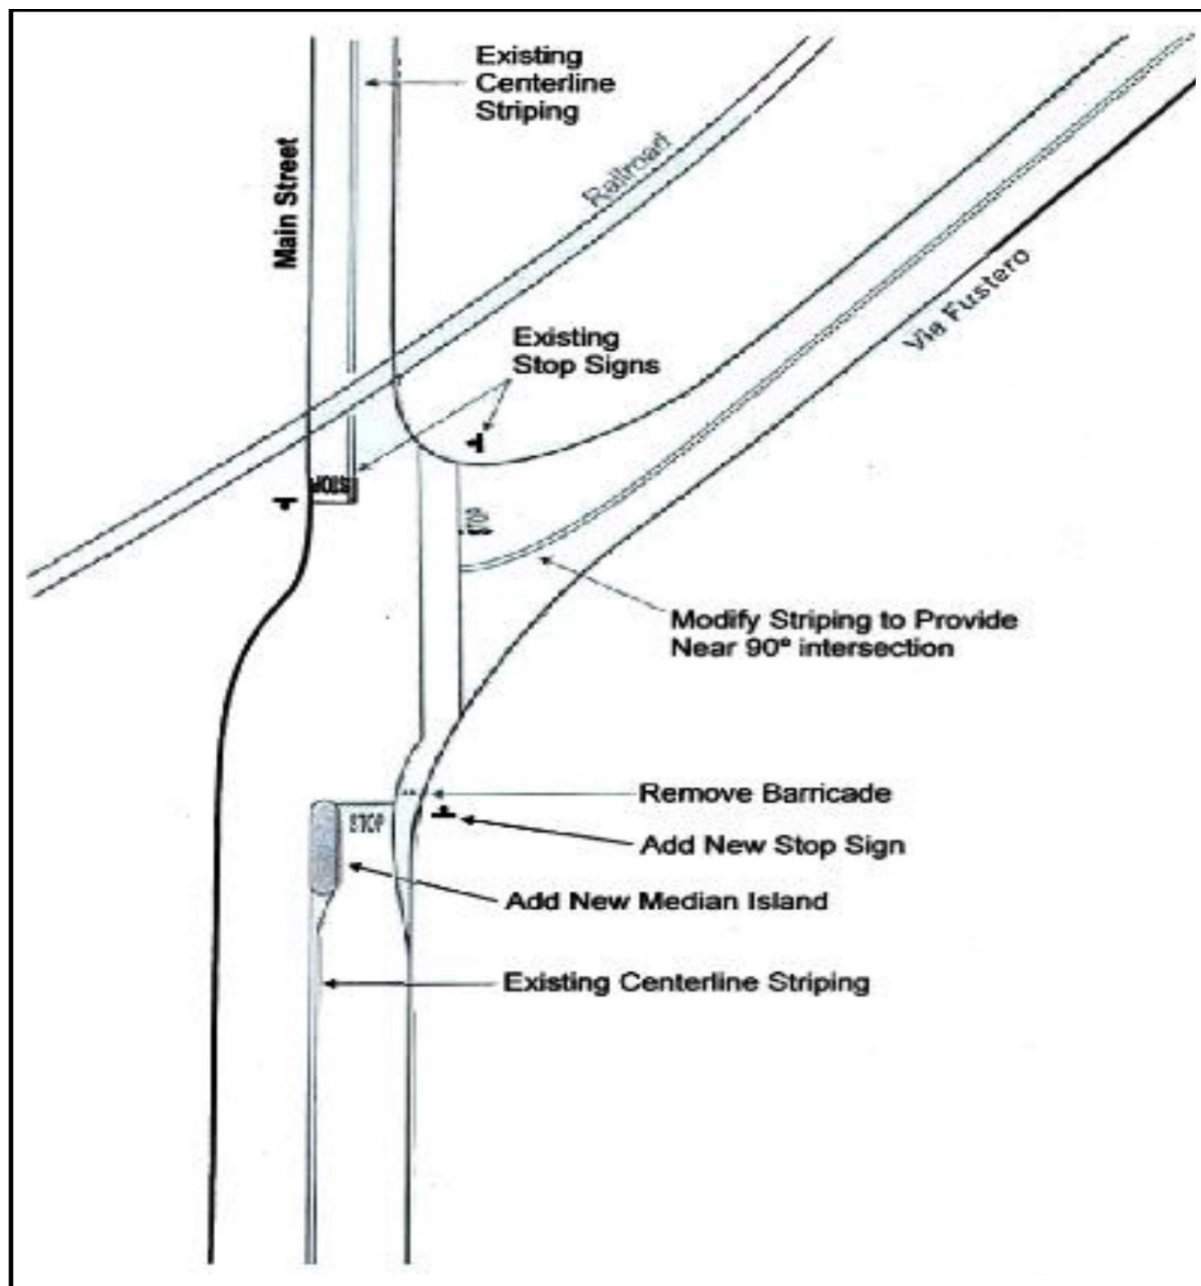 Existing
Centerline
Striping
Main Street
Railroad
Existing
Stop Signs
Via Fustero
STOP
STOP
Modify Striping to Provide
Near 90° intersection
Remove Barricade
STOP
Add New Stop Sign
Add New Median Island
Existing Centerline Striping